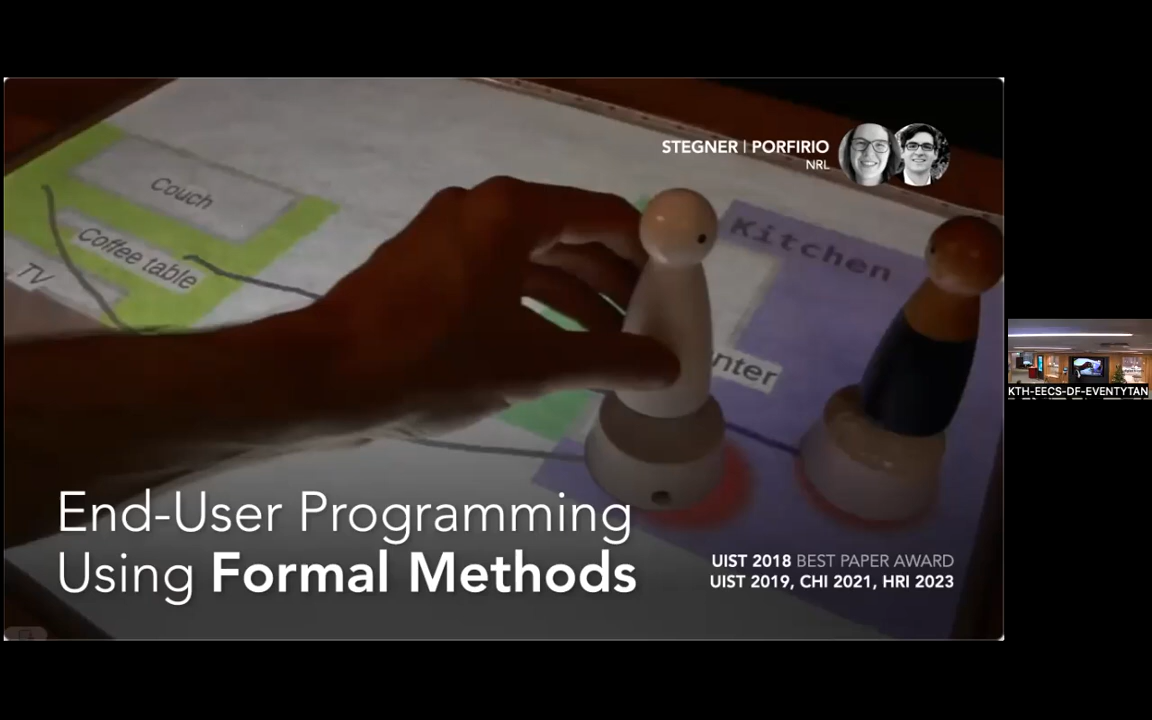 STEGNER | PORFIRIO
NRL
Couch
Coffee table
TV
Kitchen
nter
End-User Programming
Using Formal Methods
UIST 2018 BEST PAPER AWARD
UIST 2019, CHI 2021, HRI 2023
KTH-EECS-DF-EVENTYTAN